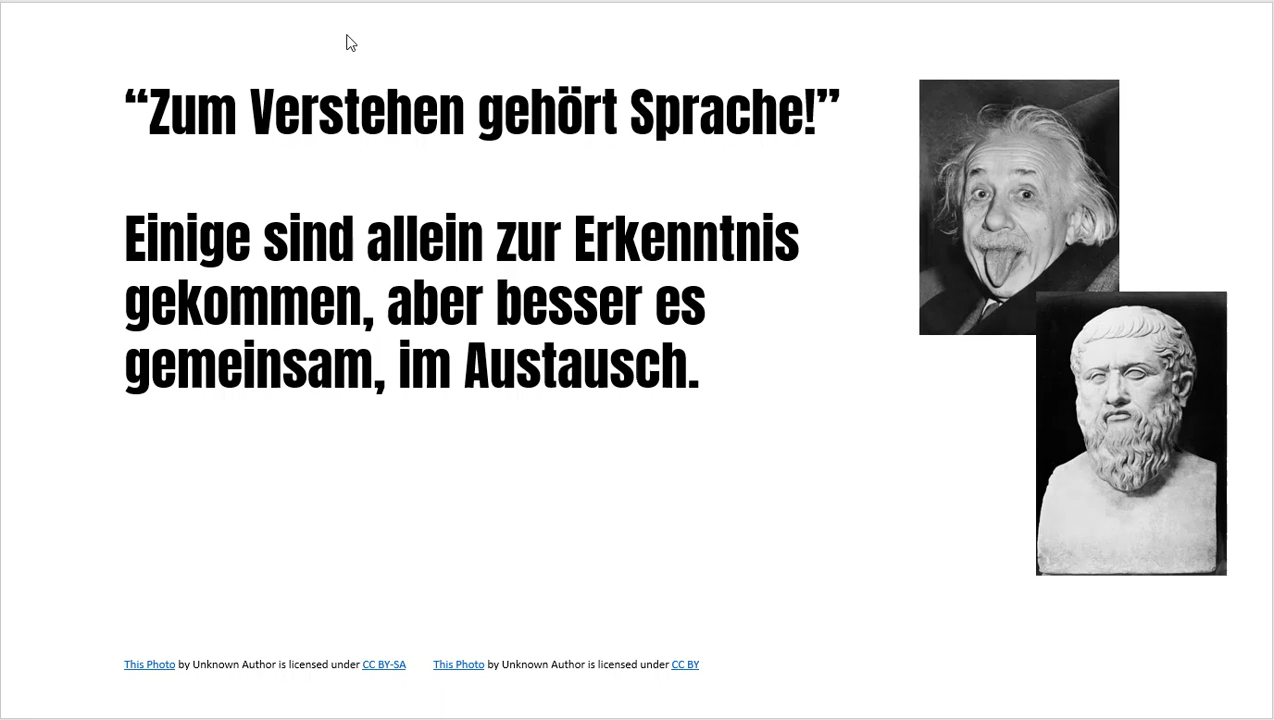 “Zum Verstehen gehört Sprache!”
Einige sind allein zur Erkenntnis
gekommen, aber besser es
gemeinsam, im Austausch.
This Photo by Unknown Author is licensed under CC BY-SA
This Photo by Unknown Author is licensed under CC BY